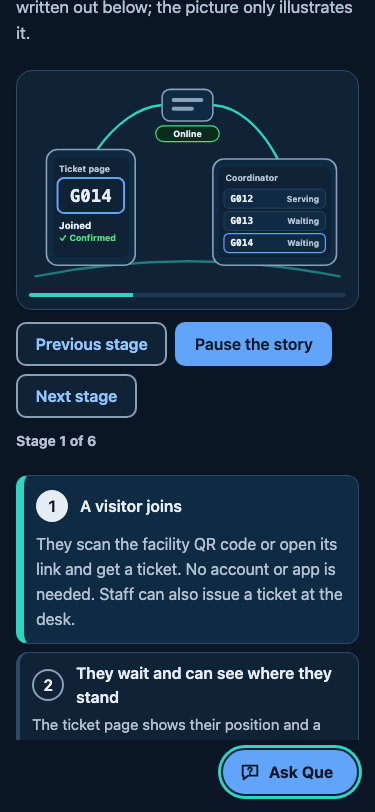 written out below; the picture only illustrates
it.
Online
Ticket page
G014
Joined
✓ Confirmed
Coordinator
G012 Serving
G013 Waiting
G014 Waiting
Previous stage
Pause the story
Next stage
Stage 1 of 6
1 A visitor joins
They scan the facility QR code or open its
link and get a ticket. No account or app is
needed. Staff can also issue a ticket at the
desk.
2 They wait and can see where they
stand
The ticket page shows their position and a
Ask Que